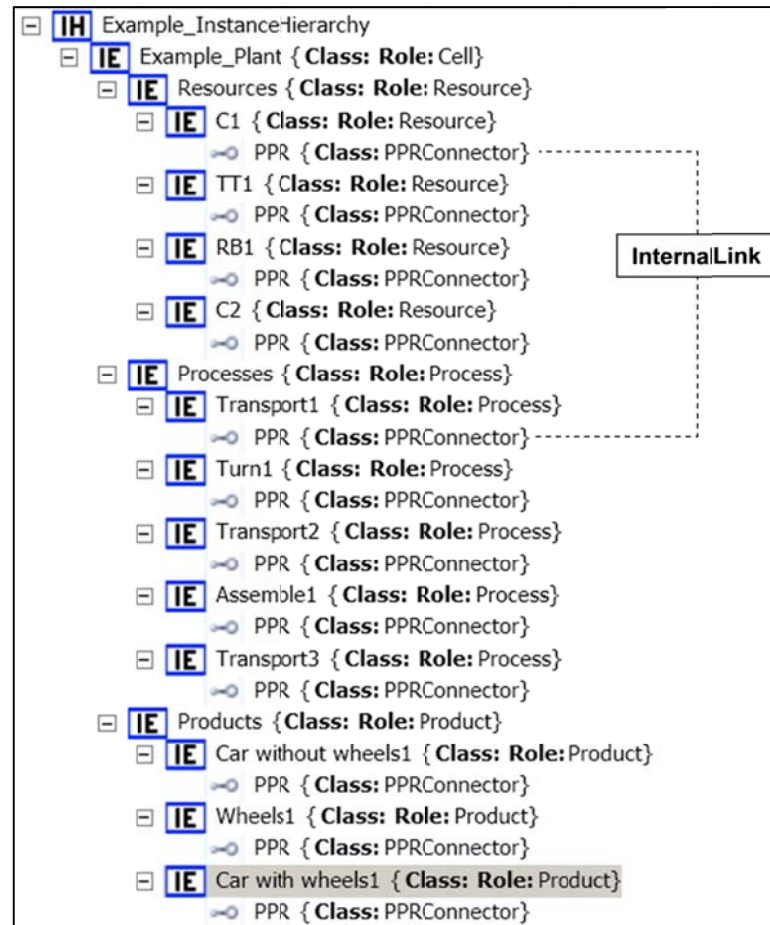 IH Example_InstanceHierarchy
IE Example_Plant {Class: Role: Cell}
IE Resources {Class: Role: Resource}
IE C1 {Class: Role: Resource}
PPR {Class: PPRConnector}
IE TT1 {Class: Role: Resource}
PPR {Class: PPRConnector}
IE RB1 {Class: Role: Resource}
InternalLink
PPR {Class: PPRConnector}
IE C2 {Class: Role: Resource}
PPR {Class: PPRConnector}
IE Processes {Class: Role: Process}
IE Transport1 {Class: Role: Process}
PPR {Class: PPRConnector}
IE Turn1 {Class: Role: Process}
PPR {Class: PPRConnector}
IE Transport2 {Class: Role: Process}
PPR {Class: PPRConnector}
IE Assemble1 {Class: Role: Process}
PPR {Class: PPRConnector}
IE Transport3 {Class: Role: Process}
PPR {Class: PPRConnector}
IE Products {Class: Role: Product}
IE Car without wheels1 {Class: Role: Product}
PPR {Class: PPRConnector}
IE Wheels1 {Class: Role: Product}
PPR {Class: PPRConnector}
IE Car with wheels1 {Class: Role: Product}
PPR {Class: PPRConnector}